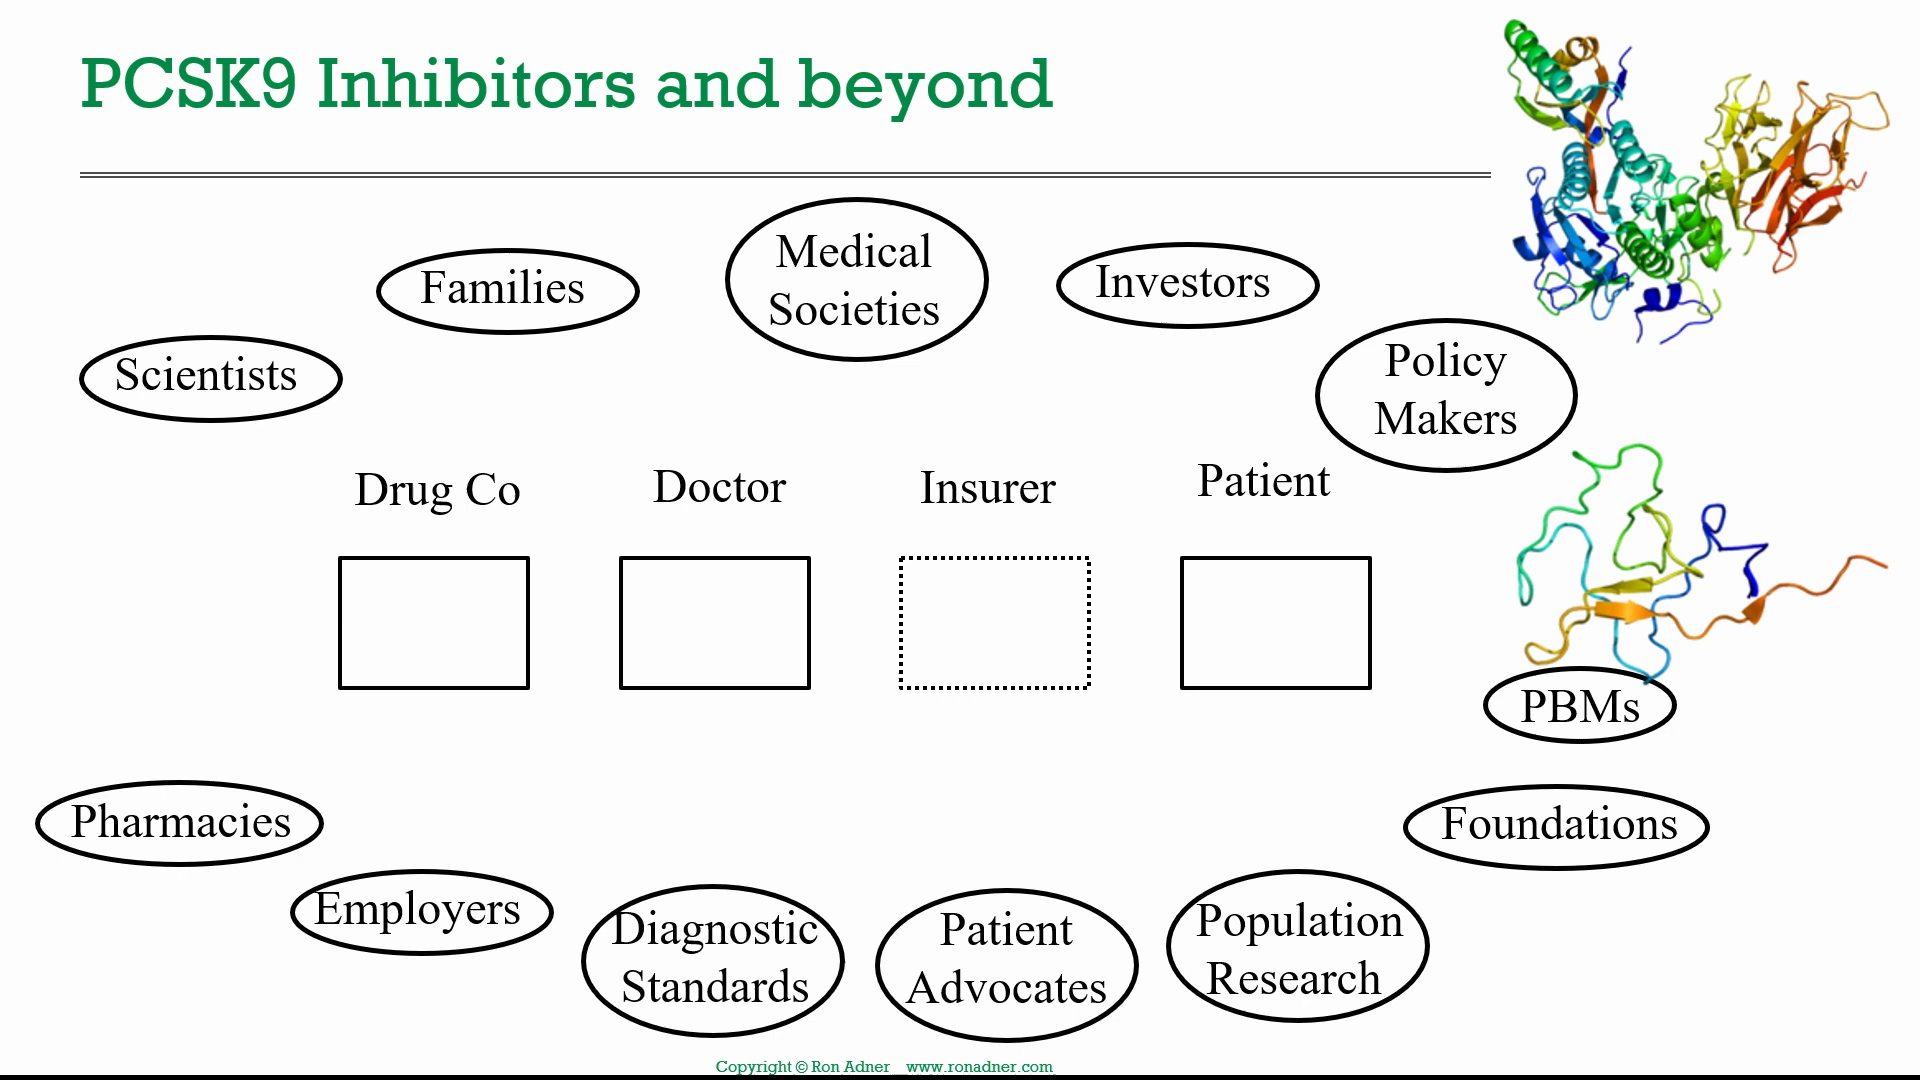 PCSK9 Inhibitors and beyond
Families
Medical
Societies
Investors
Scientists
Policy
Makers
Drug Co
Doctor
Insurer
Patient
PBMs
Pharmacies
Foundations
Employers
Diagnostic
Standards
Patient
Advocates
Population
Research
Copyright © Ron Adner www.ronadner.com